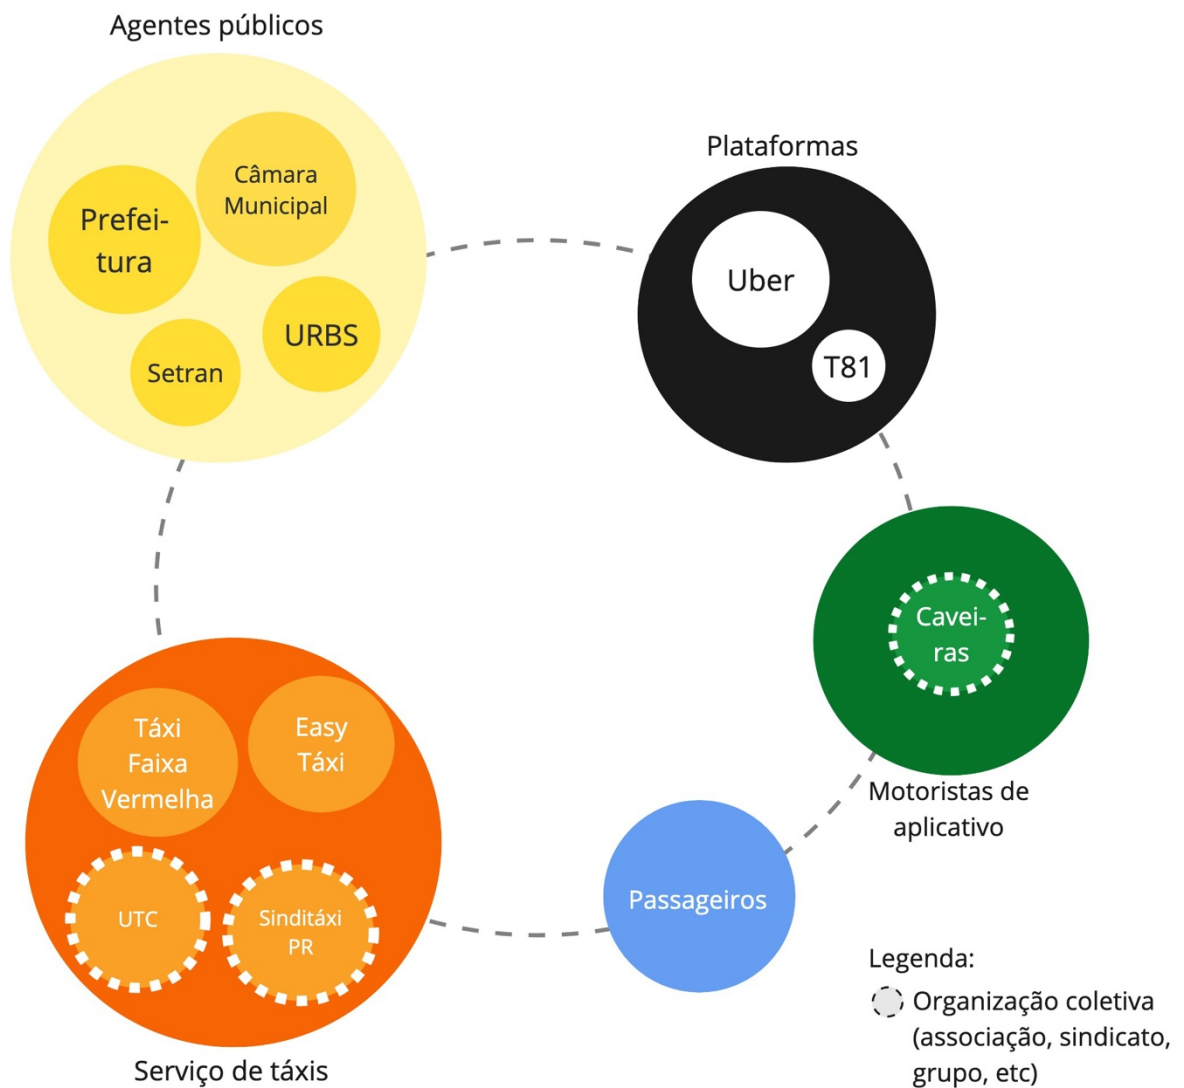 Agentes públicos
Câmara
Municipal
Prefei-
tura
URBS
Setran
Plataformas
Uber
T81
Cavei-
ras
Motoristas de
aplicativo
Táxi
Faixa
Vermelha
Easy
Táxi
UTC
Sinditáxi
PR
Serviço de táxis
Passageiros
Legenda:
Organização coletiva
(associação, sindicato,
grupo, etc)